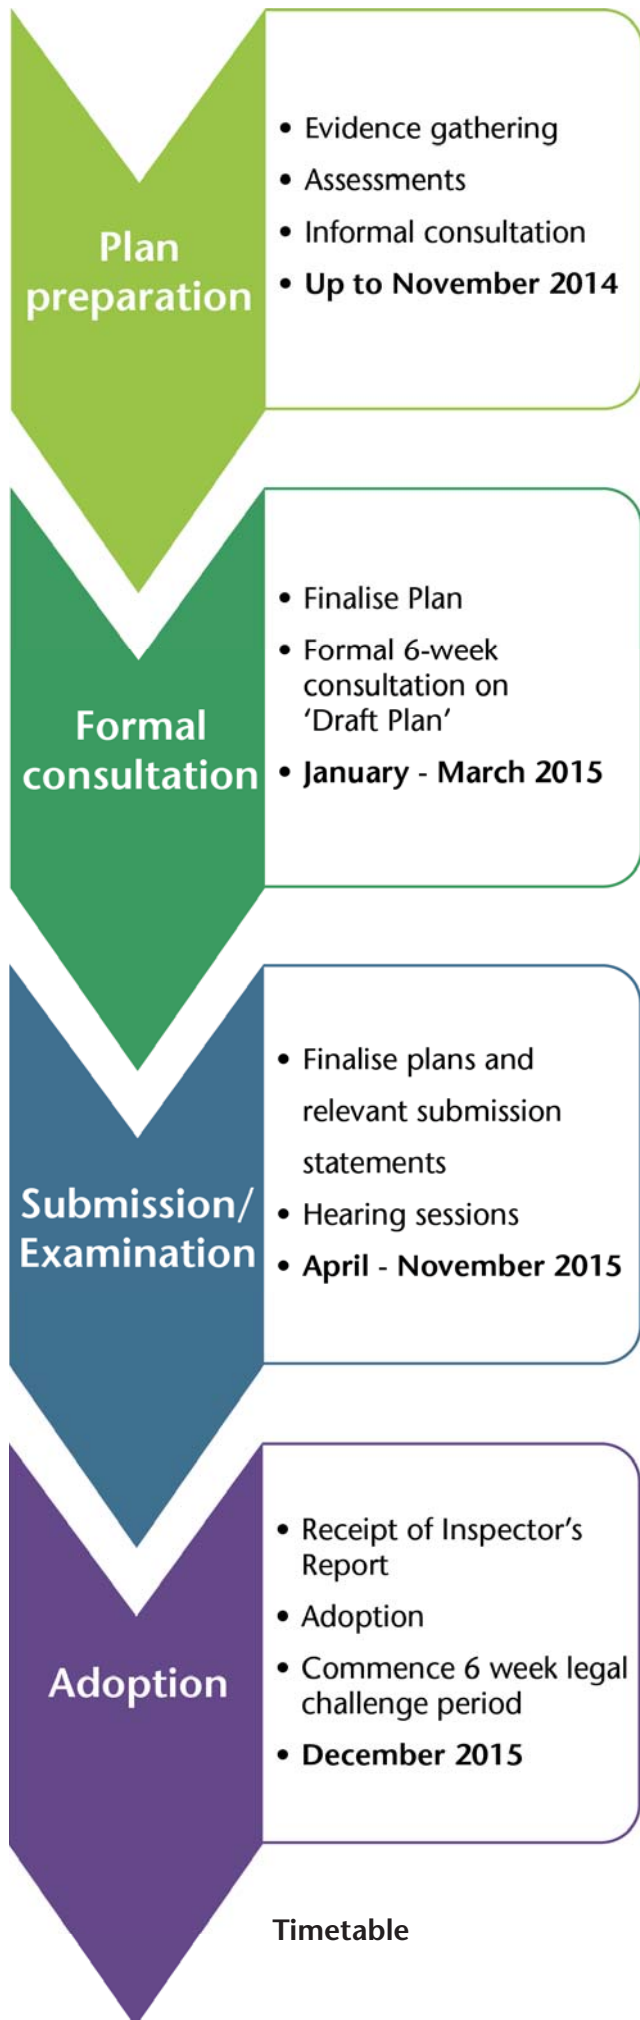 Plan
preparation
• Evidence gathering
• Assessments
• Informal consultation
• Up to November 2014
Formal
consultation
• Finalise Plan
• Formal 6-week
consultation on
‘Draft Plan’
• January - March 2015
Submission/
Examination
• Finalise plans and
relevant submission
statements
• Hearing sessions
• April - November 2015
Adoption
• Receipt of Inspector’s
Report
• Adoption
• Commence 6 week legal
challenge period
• December 2015
Timetable